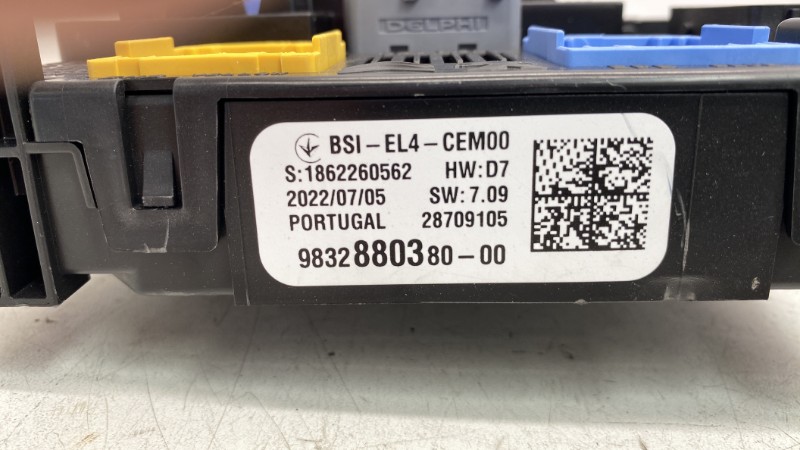 DELPHI
BSI-EL4-CEM00
S:1862260562 HW:D7
2022/07/05 SW:7.09
PORTUGAL 28709105
9832880380-00